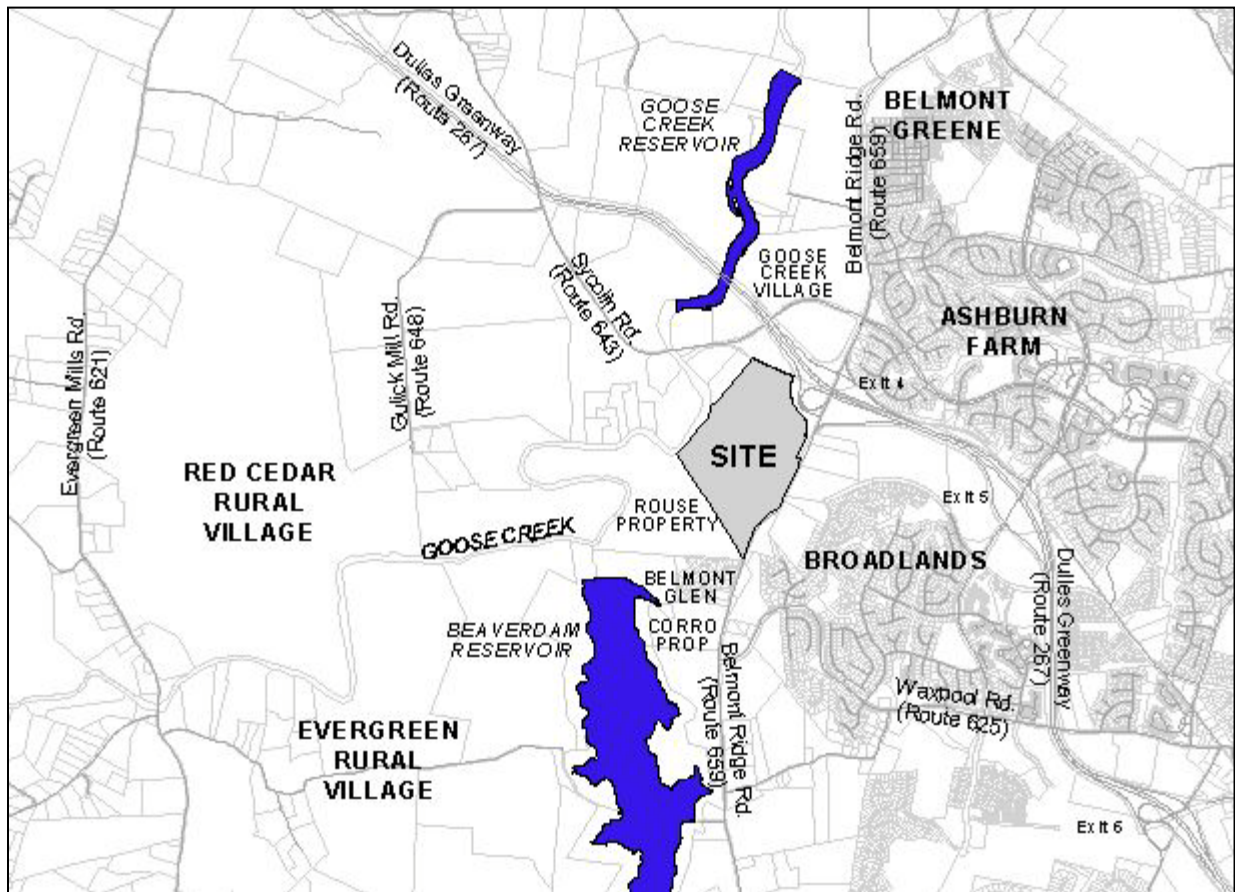 Dulles Greenway
(Route 267)
GOOSE
CREEK
RESERVOIR
Belmont Ridge Rd.
(Route 659)
BELMONT
GREENE
Sycolin Rd.
(Route 643)
GOOSE
CREEK
VILLAGE
ASHBURN
FARM
Evergreen Mills Rd.
(Route 621)
Gulick Mill Rd.
(Route 648)
Exit 4
SITE
RED CEDAR
RURAL
VILLAGE
ROUSE
PROPERTY
Exit 5
GOOSE CREEK
BROADLANDS
BELMONT
GLEN
Dulles Greenway
(Route 267)
BEAVERDAM
RESERVOIR
CORRO
PROP
Belmont Ridge Rd.
(Route 659)
Waxpool Rd.
(Route 625)
EVERGREEN
RURAL
VILLAGE
Exit 6